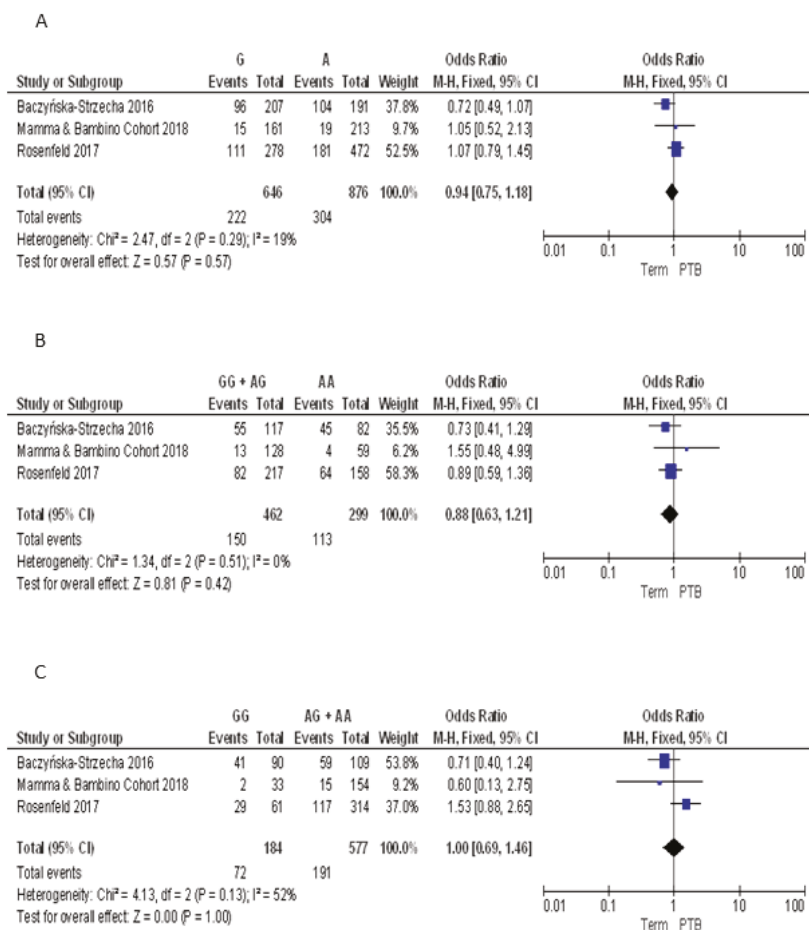 A
G A Odds Ratio Odds Ratio
Study or Subgroup Events Total Events Total Weight M-H, Fixed, 95% CI M-H, Fixed, 95% CI
Baczyńska-Strzecha 2016 96 207 104 191 37.8% 0.72 [0.49, 1.07]
Mamma & Bambino Cohort 2018 15 161 19 213 9.7% 1.05 [0.52, 2.13]
Rosenfeld 2017 111 278 181 472 52.5% 1.07 [0.79, 1.45]
Total (95% CI) 646 876 100.0% 0.94 [0.75, 1.18]
Total events 222 304
Heterogeneity: Chi² = 2.47, df = 2 (P = 0.29); I² = 19%
Test for overall effect: Z = 0.57 (P = 0.57)
0.01 0.1 1 10 100
Term PTB
B
GG + AG AA Odds Ratio Odds Ratio
Study or Subgroup Events Total Events Total Weight M-H, Fixed, 95% CI M-H, Fixed, 95% CI
Baczyńska-Strzecha 2016 55 117 45 82 35.5% 0.73 [0.41, 1.29]
Mamma & Bambino Cohort 2018 13 128 4 59 6.2% 1.55 [0.48, 4.99]
Rosenfeld 2017 82 217 64 158 58.3% 0.89 [0.59, 1.36]
Total (95% CI) 462 299 100.0% 0.88 [0.63, 1.21]
Total events 150 113
Heterogeneity: Chi² = 1.34, df = 2 (P = 0.51); I² = 0%
Test for overall effect: Z = 0.81 (P = 0.42)
0.01 0.1 1 10 100
Term PTB
C
GG AG + AA Odds Ratio Odds Ratio
Study or Subgroup Events Total Events Total Weight M-H, Fixed, 95% CI M-H, Fixed, 95% CI
Baczyńska-Strzecha 2016 41 90 59 109 53.8% 0.71 [0.40, 1.24]
Mamma & Bambino Cohort 2018 2 33 15 154 9.2% 0.60 [0.13, 2.75]
Rosenfeld 2017 29 61 117 314 37.0% 1.53 [0.88, 2.65]
Total (95% CI) 184 577 100.0% 1.00 [0.69, 1.46]
Total events 72 191
Heterogeneity: Chi² = 4.13, df = 2 (P = 0.13); I² = 52%
Test for overall effect: Z = 0.00 (P = 1.00)
0.01 0.1 1 10 100
Term PTB